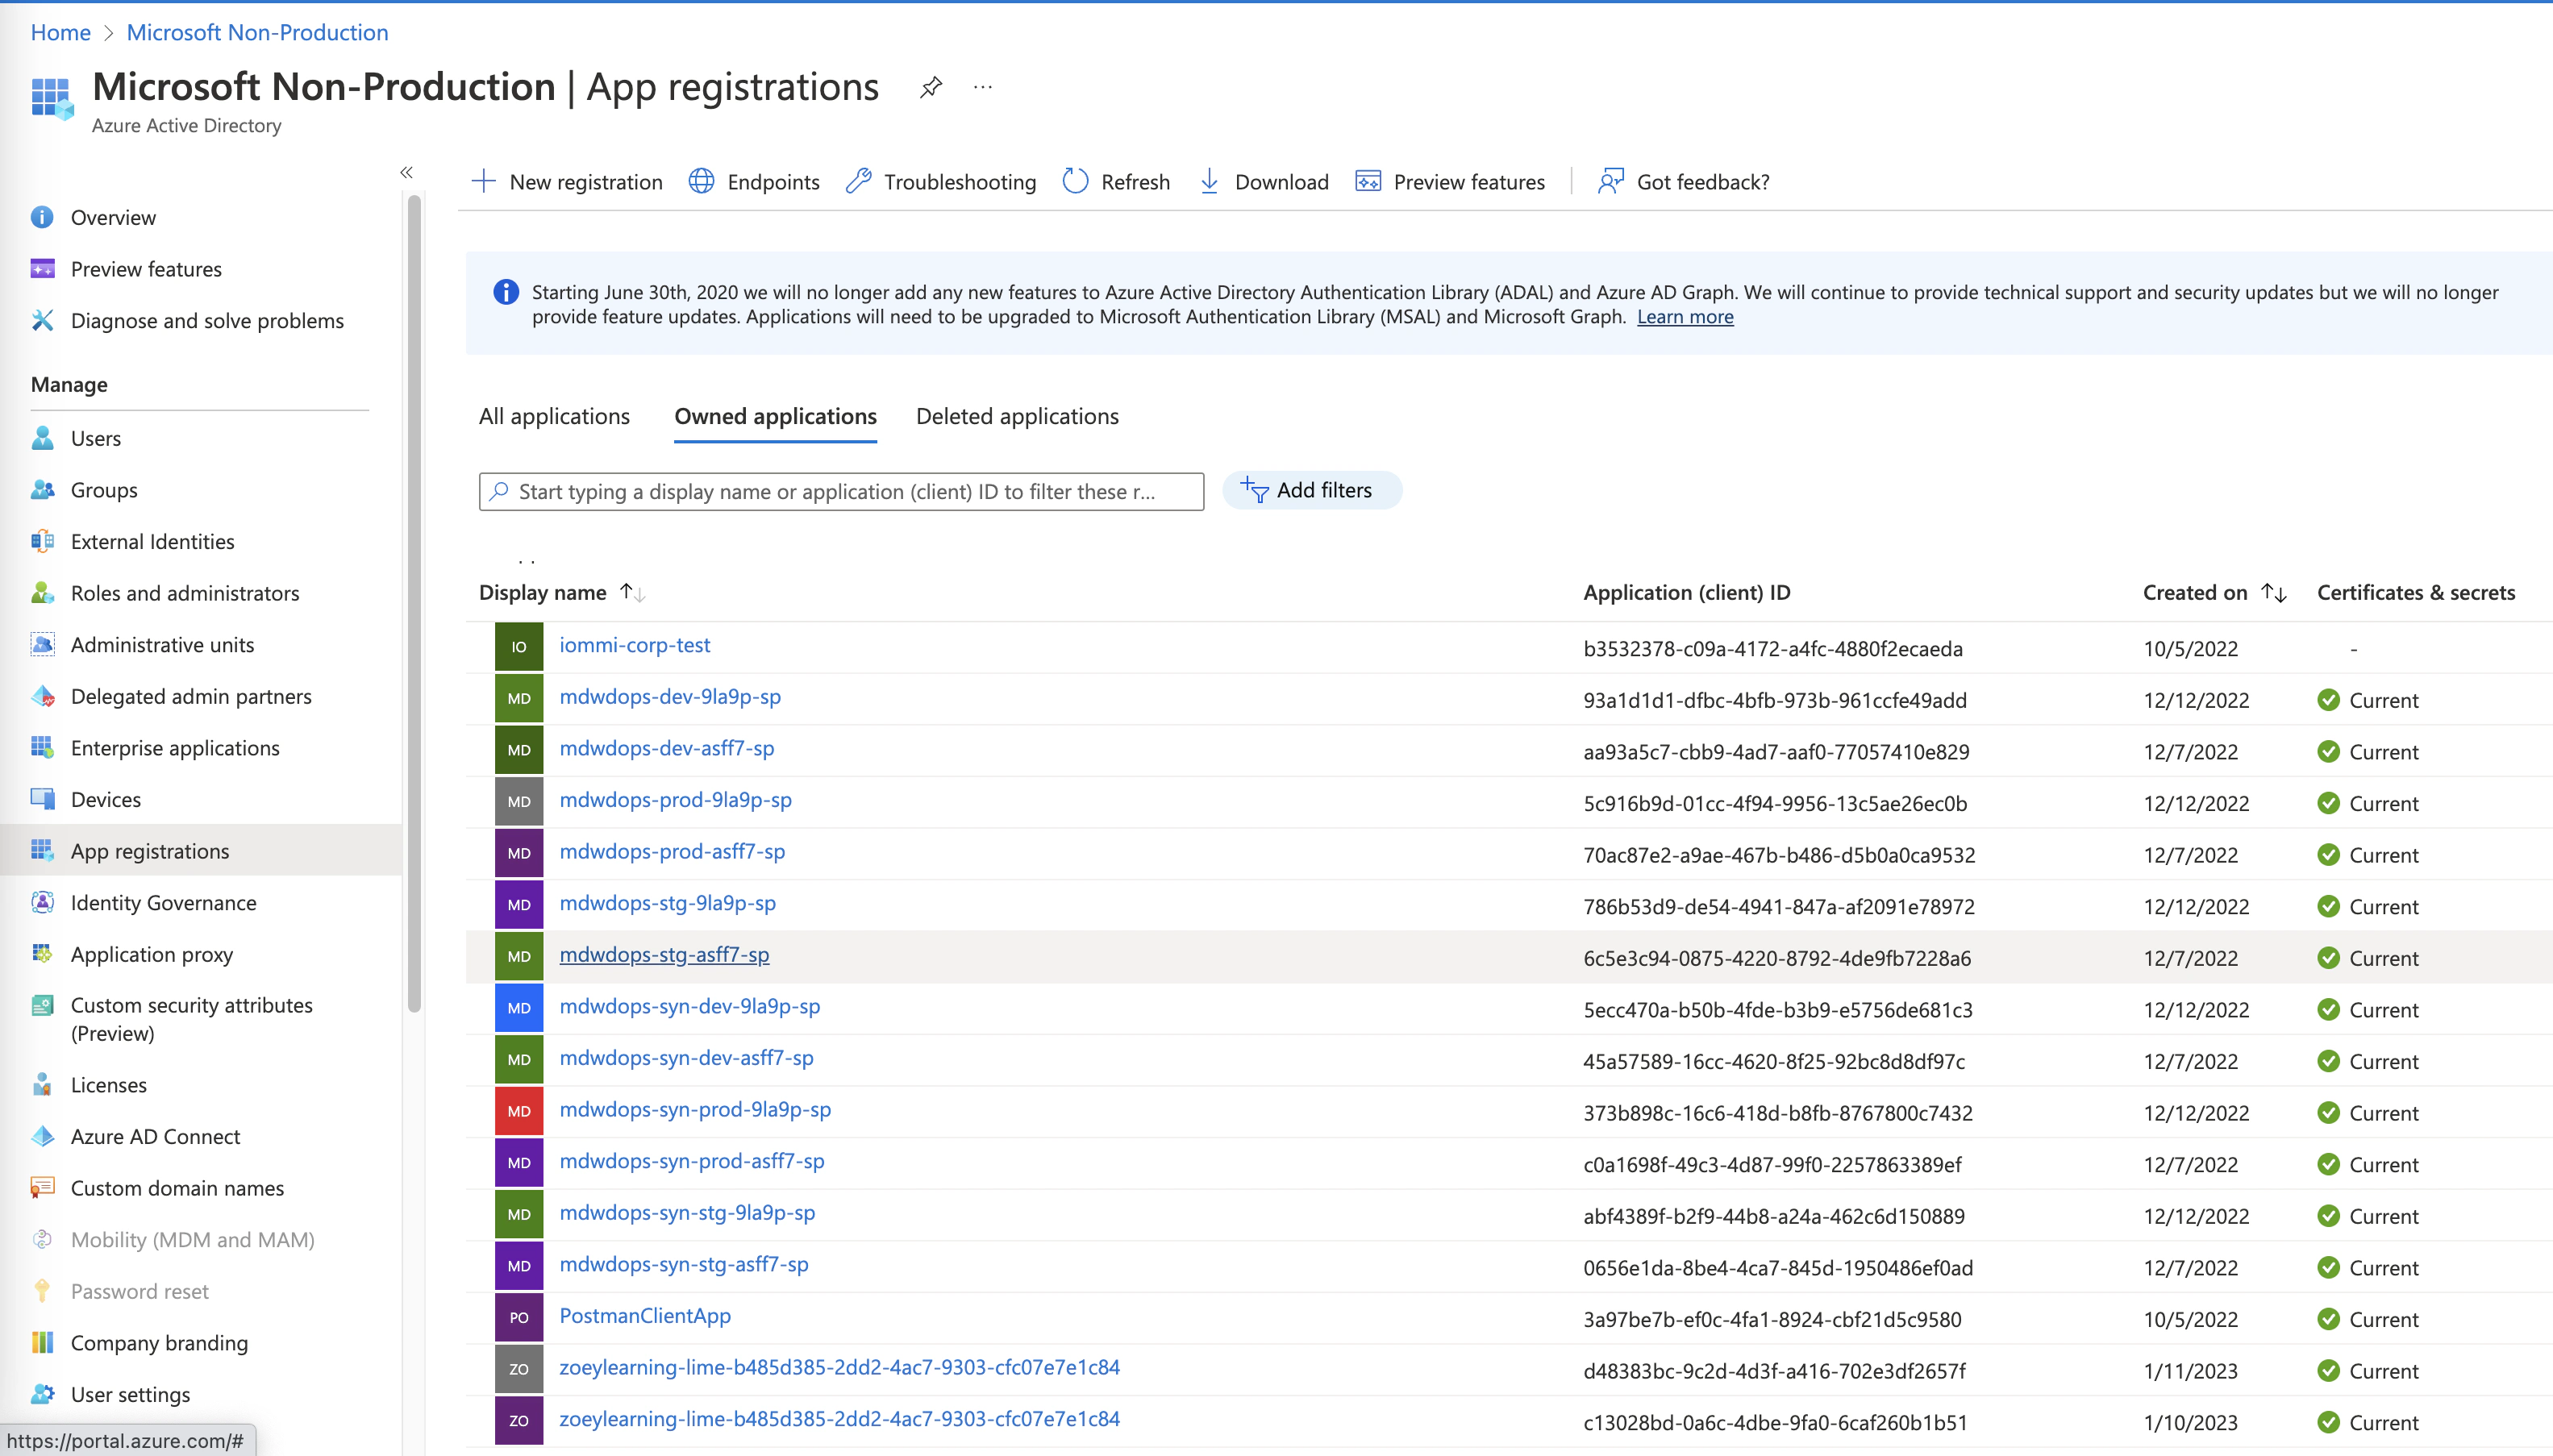 Home > Microsoft Non-Production
Microsoft Non-Production | App registrations ...
Azure Active Directory
«
Overview
Preview features
Diagnose and solve problems
Manage
Users
Groups
External Identities
Roles and administrators
Administrative units
Delegated admin partners
Enterprise applications
Devices
App registrations
Identity Governance
Application proxy
Custom security attributes
(Preview)
Licenses
Azure AD Connect
Custom domain names
Mobility (MDM and MAM)
Password reset
Company branding
User settings
https://portal.azure.com/#
New registration Endpoints Troubleshooting Refresh Download Preview features Got feedback?
Starting June 30th, 2020 we will no longer add any new features to Azure Active Directory Authentication Library (ADAL) and Azure AD Graph. We will continue to provide technical support and security updates but we will no longer
provide feature updates. Applications will need to be upgraded to Microsoft Authentication Library (MSAL) and Microsoft Graph. Learn more
All applications Owned applications Deleted applications
Start typing a display name or application (client) ID to filter these r... Add filters
Display name ↑↓ Application (client) ID Created on ↑↓ Certificates & secrets
IO iommi-corp-test b3532378-c09a-4172-a4fc-4880f2ecaeda 10/5/2022 -
MD mdwdops-dev-9la9p-sp 93a1d1d1-dfbc-4bfb-973b-961ccfe49add 12/12/2022 Current
MD mdwdops-dev-asff7-sp aa93a5c7-cbb9-4ad7-aaf0-77057410e829 12/7/2022 Current
MD mdwdops-prod-9la9p-sp 5c916b9d-01cc-4f94-9956-13c5ae26ec0b 12/12/2022 Current
MD mdwdops-prod-asff7-sp 70ac87e2-a9ae-467b-b486-d5b0a0ca9532 12/7/2022 Current
MD mdwdops-stg-9la9p-sp 786b53d9-de54-4941-847a-af2091e78972 12/12/2022 Current
MD mdwdops-stg-asff7-sp 6c5e3c94-0875-4220-8792-4de9fb7228a6 12/7/2022 Current
MD mdwdops-syn-dev-9la9p-sp 5ecc470a-b50b-4fde-b3b9-e5756de681c3 12/12/2022 Current
MD mdwdops-syn-dev-asff7-sp 45a57589-16cc-4620-8f25-92bc8d8df97c 12/7/2022 Current
MD mdwdops-syn-prod-9la9p-sp 373b898c-16c6-418d-b8fb-8767800c7432 12/12/2022 Current
MD mdwdops-syn-prod-asff7-sp c0a1698f-49c3-4d87-99f0-2257863389ef 12/7/2022 Current
MD mdwdops-syn-stg-9la9p-sp abf4389f-b2f9-44b8-a24a-462c6d150889 12/12/2022 Current
MD mdwdops-syn-stg-asff7-sp 0656e1da-8be4-4ca7-845d-1950486ef0ad 12/7/2022 Current
PO PostmanClientApp 3a97be7b-ef0c-4fa1-8924-cbf21d5c9580 10/5/2022 Current
ZO zoeylearning-lime-b485d385-2dd2-4ac7-9303-cfc07e7e1c84 d48383bc-9c2d-4d3f-a416-702e3df2657f 1/11/2023 Current
ZO zoeylearning-lime-b485d385-2dd2-4ac7-9303-cfc07e7e1c84 c13028bd-0a6c-4dbe-9fa0-6caf260b1b51 1/10/2023 Current